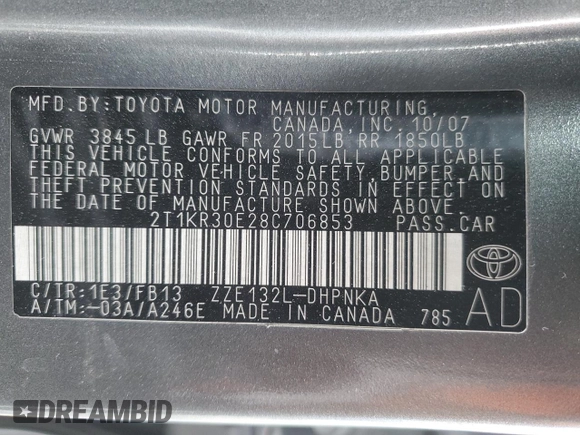 MFD.BY:TOYOTA MOTOR MANUFACTURING,
CANADA, INC. 10/07
GVWR 3845 LB GAWR FR 2015LB RR 1850LB
THIS VEHICLE CONFORMS TO ALL APPLICABLE
FEDERAL MOTOR VEHICLE SAFETY, BUMPER, AND
THEFT PREVENTION STANDARDS IN EFFECT ON
THE DATE OF MANUFACTURE SHOWN ABOVE.
2T1KR30E28C706853 PASS.CAR
C/TR:1E3/FB13 ZZE132L-DHPNKA
A/TM:-03A/A246E MADE IN CANADA 785
AD
DREAMBID